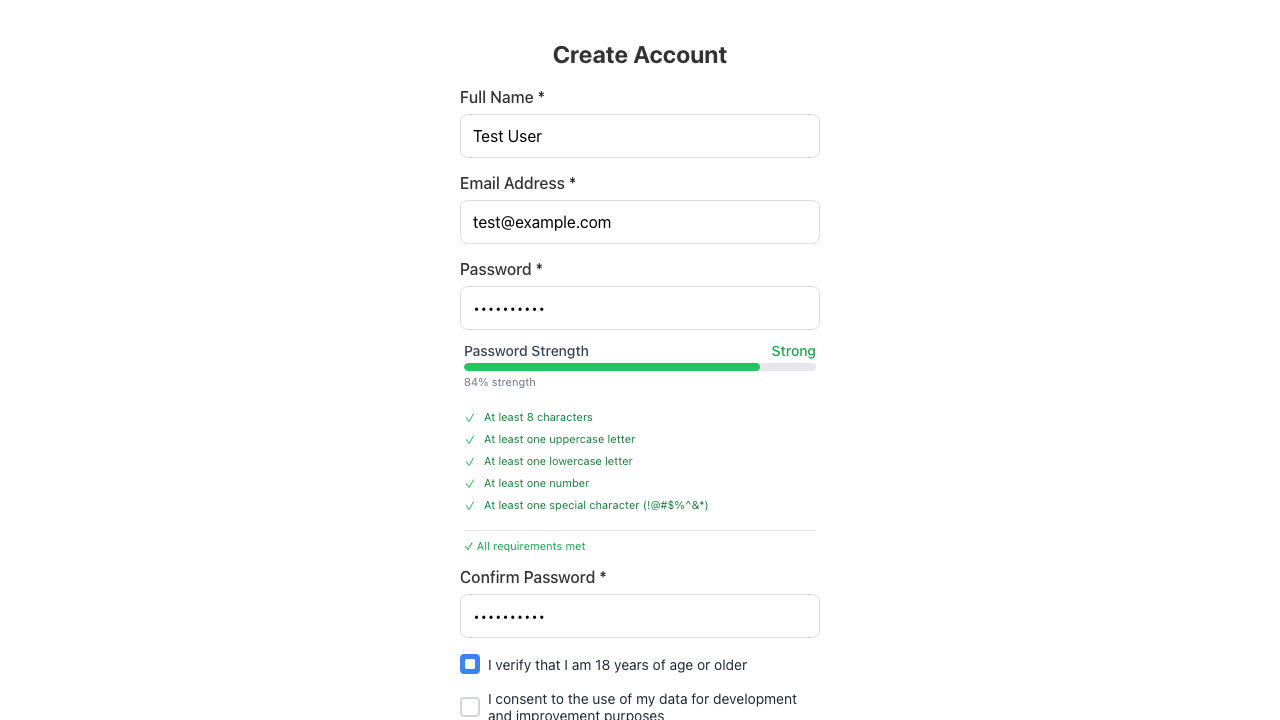 Create Account
Full Name *
Test User
Email Address *
test@example.com
Password *
••••••••••
Password Strength Strong
84% strength
✓ At least 8 characters
✓ At least one uppercase letter
✓ At least one lowercase letter
✓ At least one number
✓ At least one special character (!@#$%^&*)
✓ All requirements met
Confirm Password *
••••••••••
I verify that I am 18 years of age or older
I consent to the use of my data for development
and improvement purposes